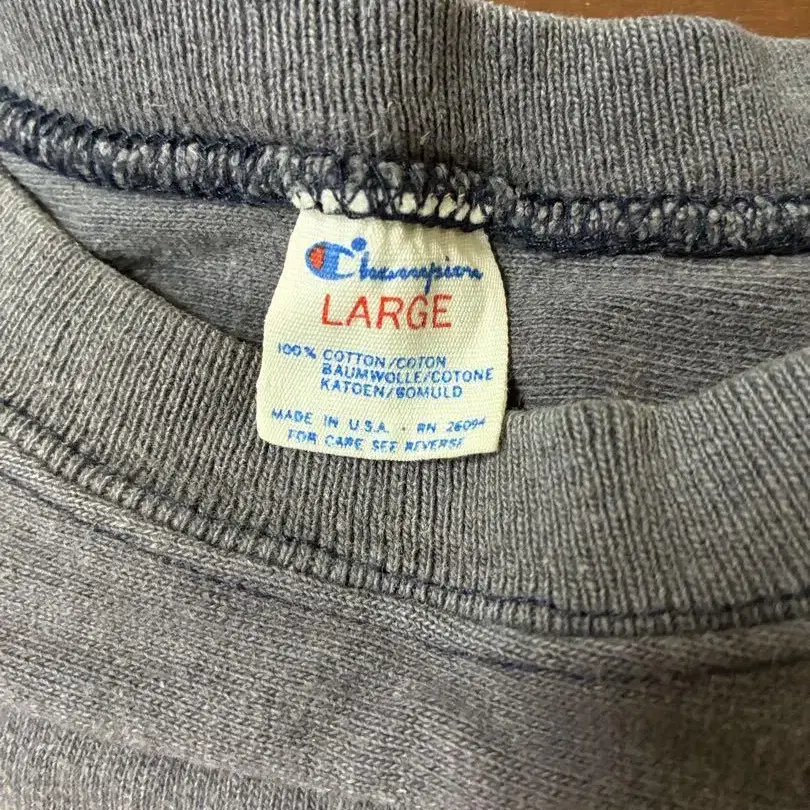 Champion
LARGE
100% COTTON/COTON
BAUMWOLLE/COTONE
KATOEN/BOMULD
MADE IN U.S.A. · RN 26094
FOR CARE SEE REVERSE